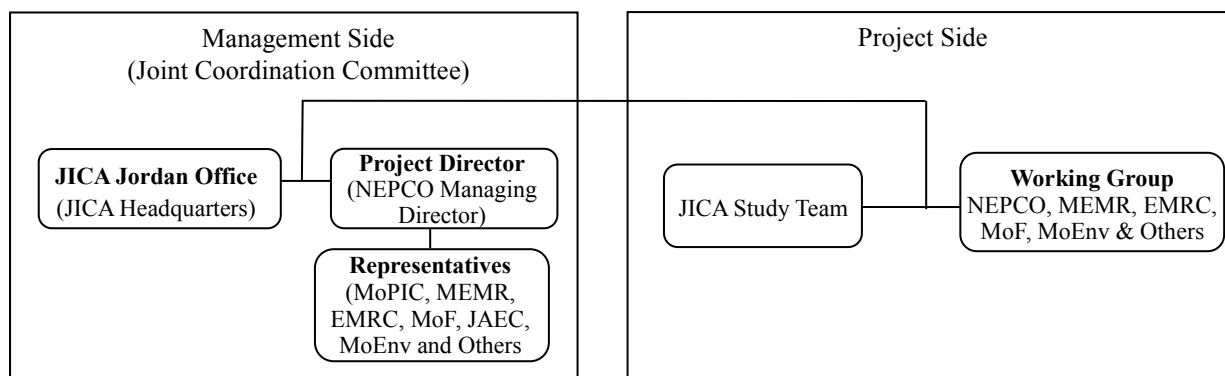 Management Side
(Joint Coordination Committee)
JICA Jordan Office
(JICA Headquarters)
Project Director
(NEPCO Managing
Director)
Representatives
(MoPIC, MEMR,
EMRC, MoF, JAEC,
MoEnv and Others
Project Side
JICA Study Team
Working Group
NEPCO, MEMR, EMRC,
MoF, MoEnv & Others